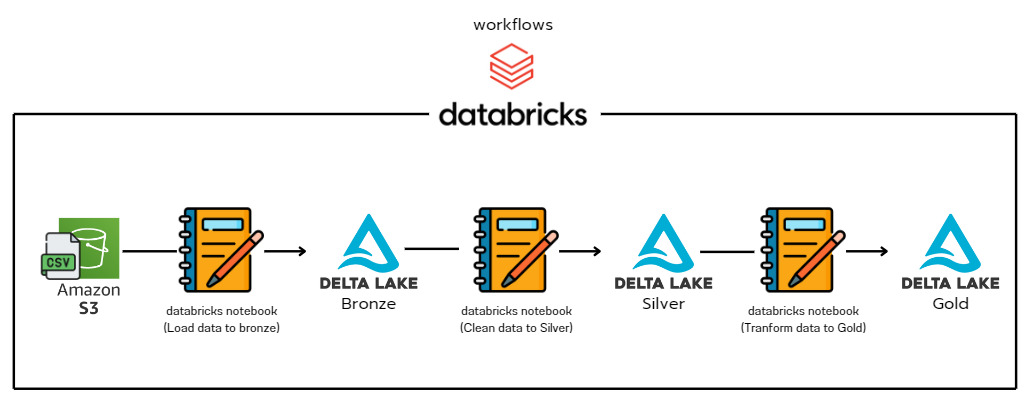 workflows
databricks
CSV
Amazon
S3
databricks notebook
(Load data to bronze)
DELTA LAKE
Bronze
databricks notebook
(Clean data to Silver)
DELTA LAKE
Silver
databricks notebook
(Tranform data to Gold)
DELTA LAKE
Gold